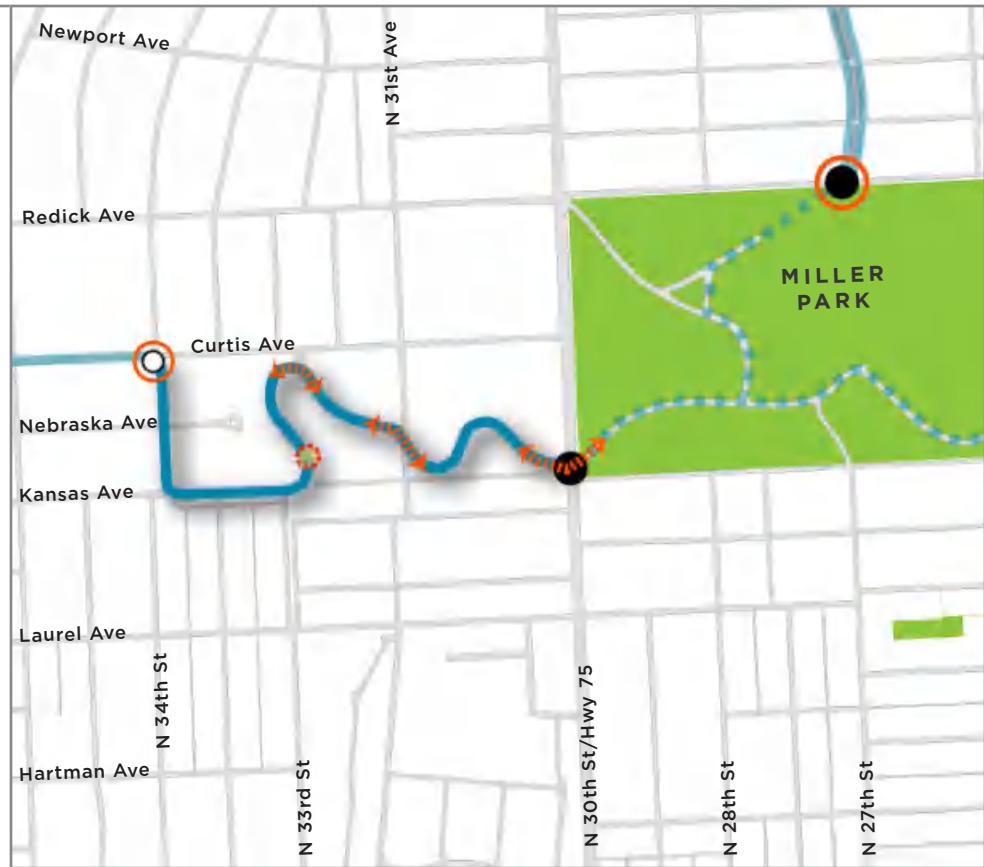 Newport Ave
N 31st Ave
Redick Ave
MILLER
PARK
Curtis Ave
Nebraska Ave
Kansas Ave
Laurel Ave
N 34th St
Hartman Ave
N 33rd St
N 30th St/Hwy 75
N 28th St
N 27th St